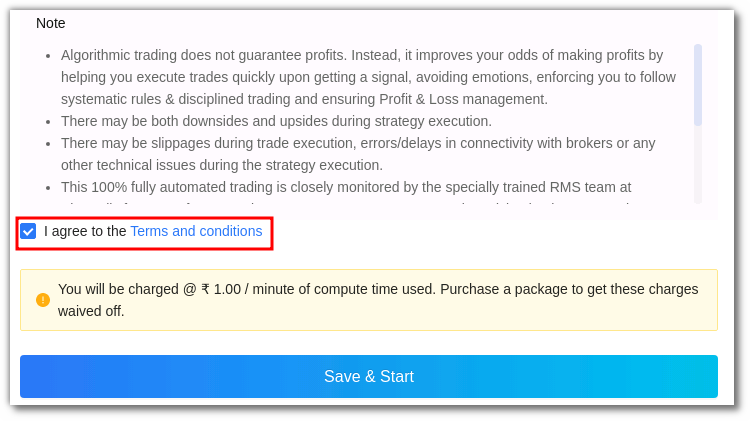 Note
• Algorithmic trading does not guarantee profits. Instead, it improves your odds of making profits by
helping you execute trades quickly upon getting a signal, avoiding emotions, enforcing you to follow
systematic rules & disciplined trading and ensuring Profit & Loss management.
• There may be both downsides and upsides during strategy execution.
• There may be slippages during trade execution, errors/delays in connectivity with brokers or any
other technical issues during the strategy execution.
• This 100% fully automated trading is closely monitored by the specially trained RMS team at
I agree to the Terms and conditions
You will be charged @ ₹ 1.00 / minute of compute time used. Purchase a package to get these charges
waived off.
Save & Start